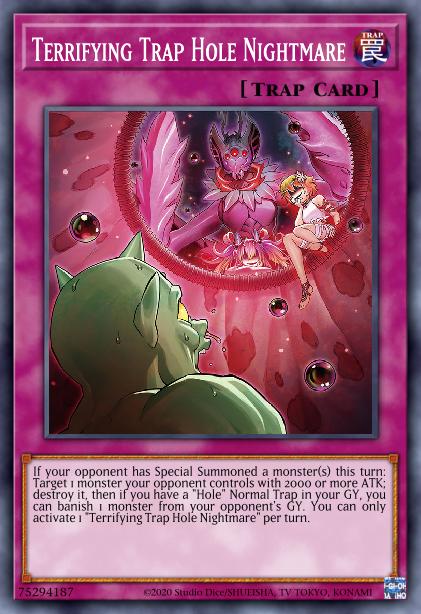 TERRIFYING TRAP HOLE NIGHTMARE
TRAP
罠
[TRAP CARD]
If your opponent has Special Summoned a monster(s) this turn:
Target 1 monster your opponent controls with 2000 or more ATK;
destroy it, then if you have a "Hole" Normal Trap in your GY, you
can banish 1 monster from your opponent's GY. You can only
activate 1 "Terrifying Trap Hole Nightmare" per turn.
75294187
©2020 Studio Dice/SHUEISHA, TV TOKYO, KONAMI